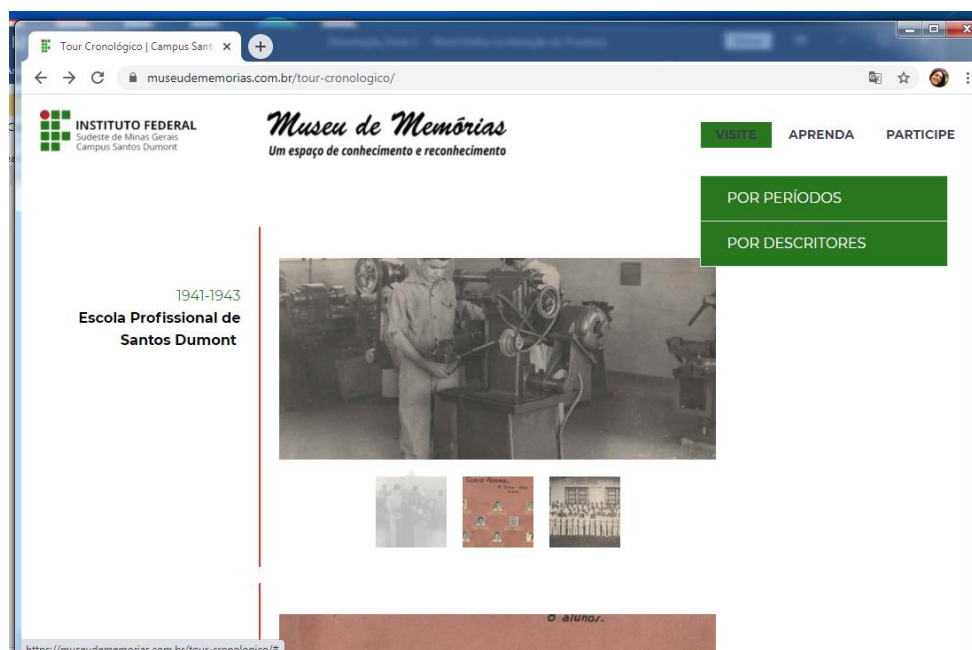 Tour Cronológico | Campus Sant
museudememorias.com.br/tour-cronologico/
INSTITUTO FEDERAL
Sudeste de Minas Gerais
Campus Santos Dumont
Museu de Memórias
Um espaço de conhecimento e reconhecimento
VISITE
APRENDA
PARTICIPE
POR PERÍODOS
POR DESCRITORES
1941-1943
Escola Profissional de
Santos Dumont
CURSO NORMAL
alunos.
https://museudememorias.com.br/tour-cronologico/#